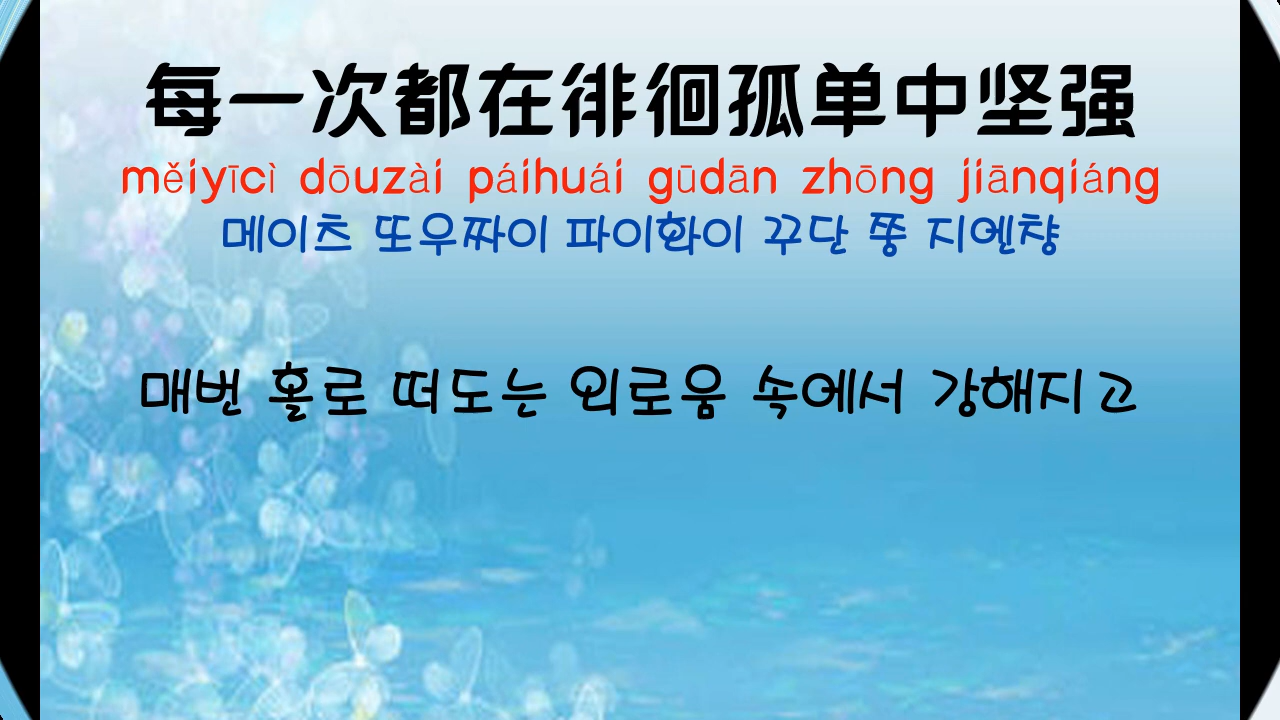 每一次都在徘徊孤单中坚强
měiyīcì dōuzài páihuái gūdān zhōng jiānqiáng
메이츠 또우짜이 파이화이 꾸단 쭝 지엔챵
매번 홀로 떠도는 외로움 속에서 강해지고